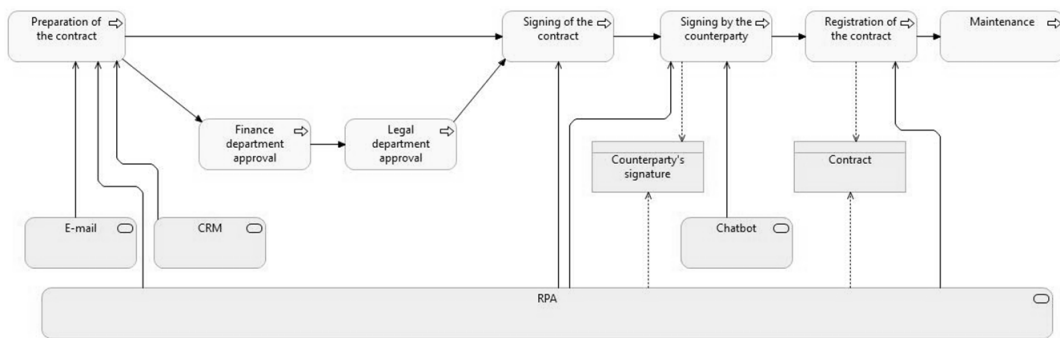 Preparation of
the contract
Signing of the
contract
Signing by the
counterparty
Registration of
the contract
Maintenance
Finance
department
approval
Legal
department
approval
Counterparty's
signature
Contract
E-mail
CRM
Chatbot
RPA